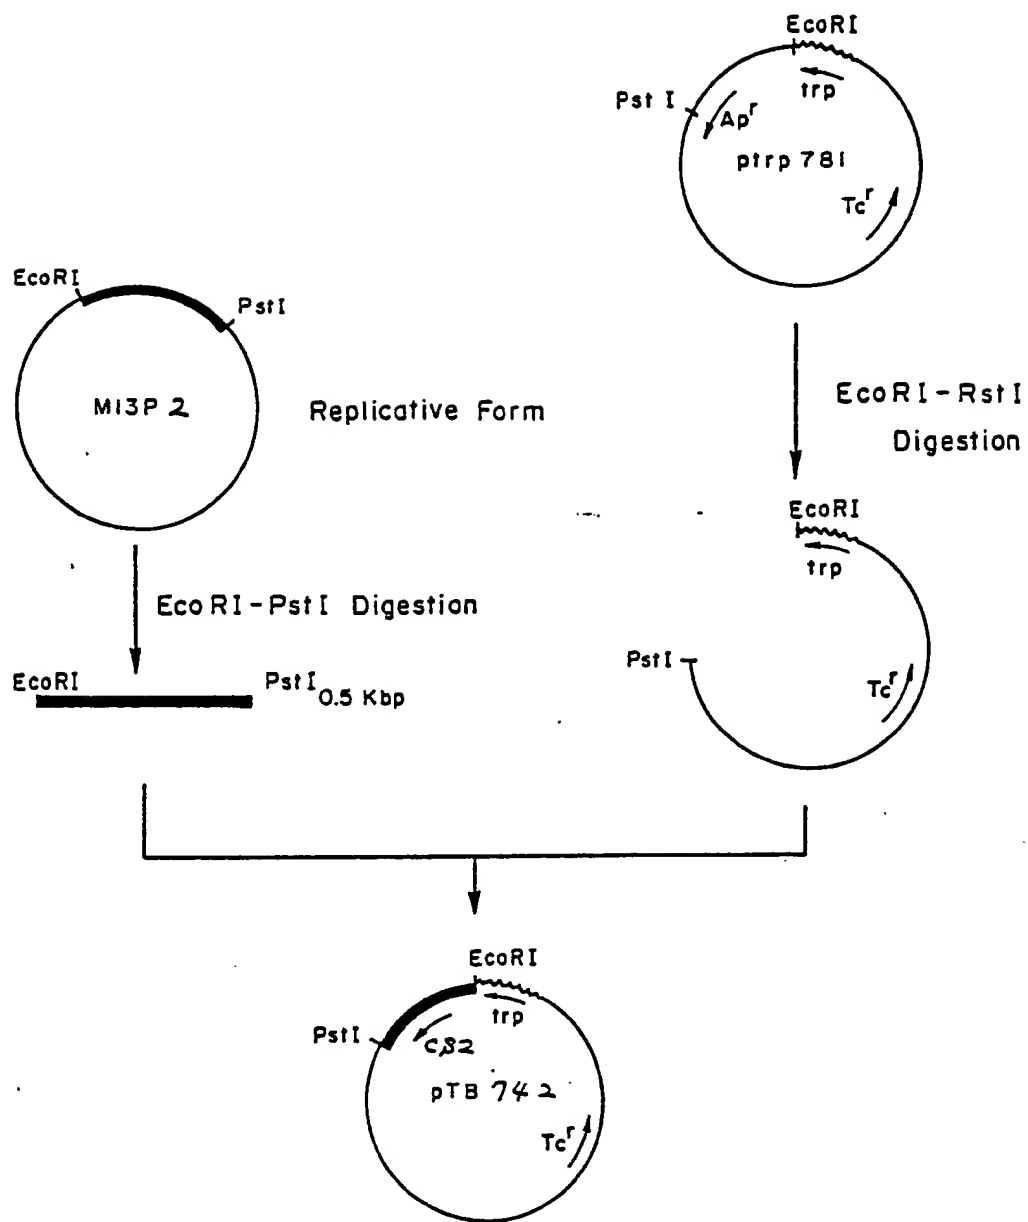 EcoRI
trp
Pst I
Apr
ptrp 781
Tcr
EcoRI
PstI
M13P 2
Replicative Form
EcoRI-RstI
Digestion
EcoRI
trp
PstI
Tcr
EcoRI-PstI Digestion
EcoRI
PstI 0.5 Kbp
EcoRI
trp
PstI
CS2
pTB 742
Tcr